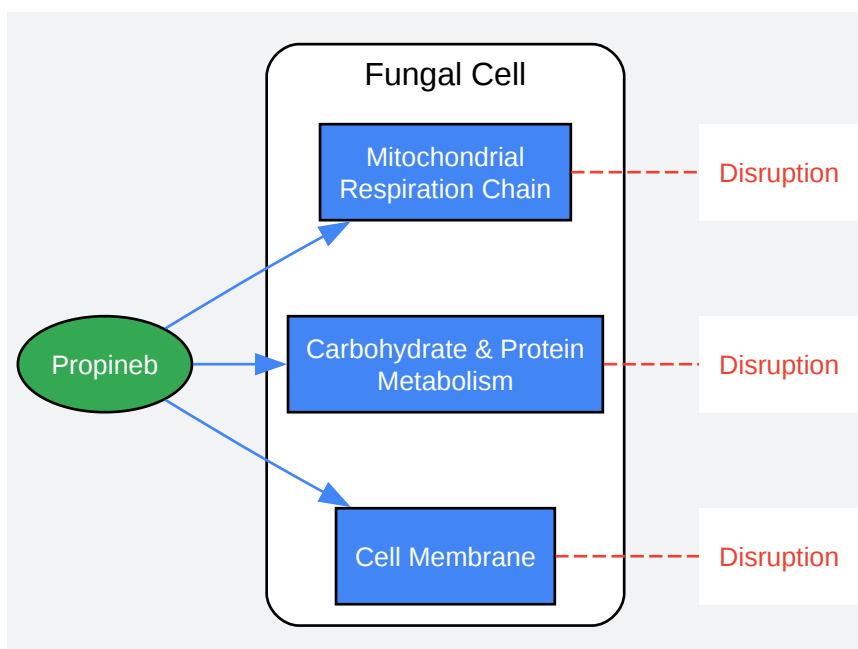 Fungal Cell
Mitochondrial
Respiration Chain
Disruption
Propineb
Carbohydrate & Protein
Metabolism
Disruption
Cell Membrane
Disruption